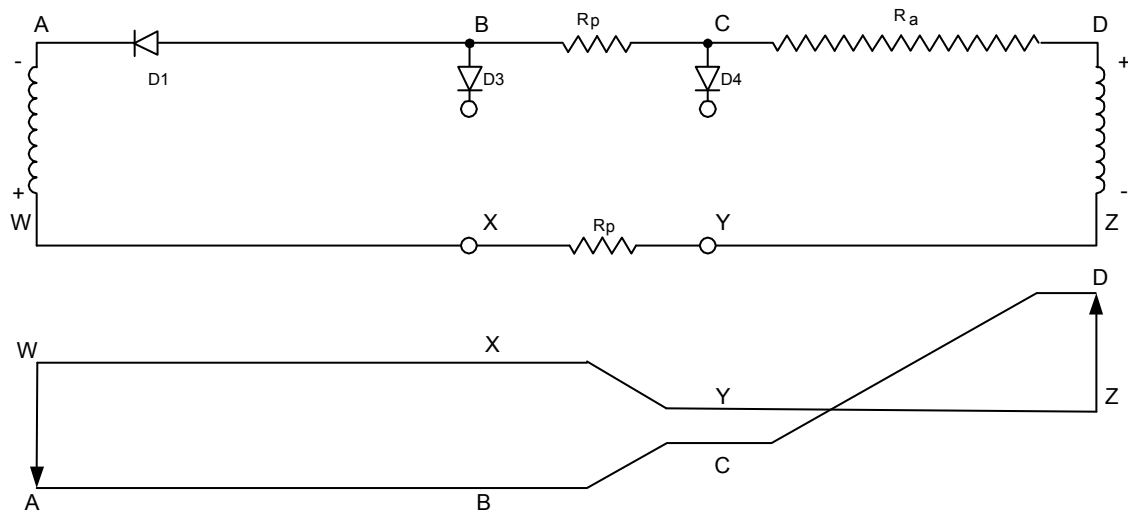 A B Rp C Ra D
- D1 D3 D4 +
+ -
W X Rp Y Z
D
W X Y Z
A B C